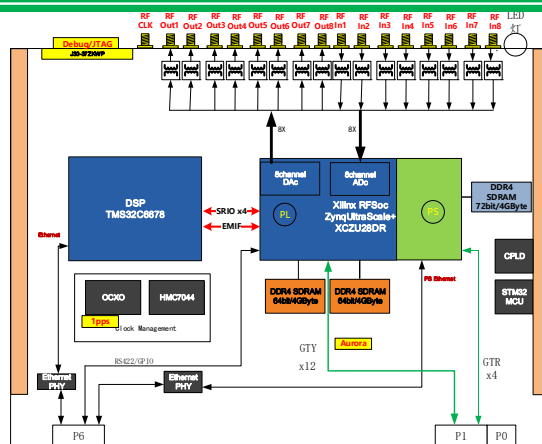 RF CLK
RF Out1
RF Out2
RF Out3
RF Out4
RF Out5
RF Out6
RF Out7
RF Out8
RF In1
RF In2
RF In3
RF In4
RF In5
RF In6
RF In7
RF In8
LED
灯
Debug/JTAG
J30-37ZKWP
8X
8X
8channel
DAc
8channel
ADc
DSP
TMS32C6678
SRIO x4
EMIF
PL
Xilinx RFSoc
ZynqUltraScale+
XCZU28DR
PS
DDR4
SDRAM
72bit/4GByte
Ethernet
PS Ethernet
CPLD
STM32
MCU
OCXO
HMC7044
1pps
Clock Management
DDR4 SDRAM
64bit/4GByte
DDR4 SDRAM
64bit/4GByte
Aurora
GTY
x12
GTR
x4
RS422/GPIO
Ethernet
PHY
Ethernet
PHY
P6
P1
P0